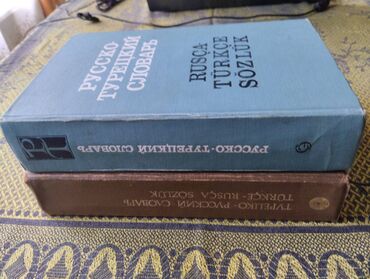 РУССКО
ТУРЕЦКИЙ
СЛОВАРЬ
RUSÇA
TÜRKÇE
SÖZLÜK
РУССКО-ТУРЕЦКИЙ СЛОВАРЬ
ТУРЕЦКО-РУССКИЙ СЛОВАРЬ
TÜRKÇE-RUSÇA SÖZLÜK